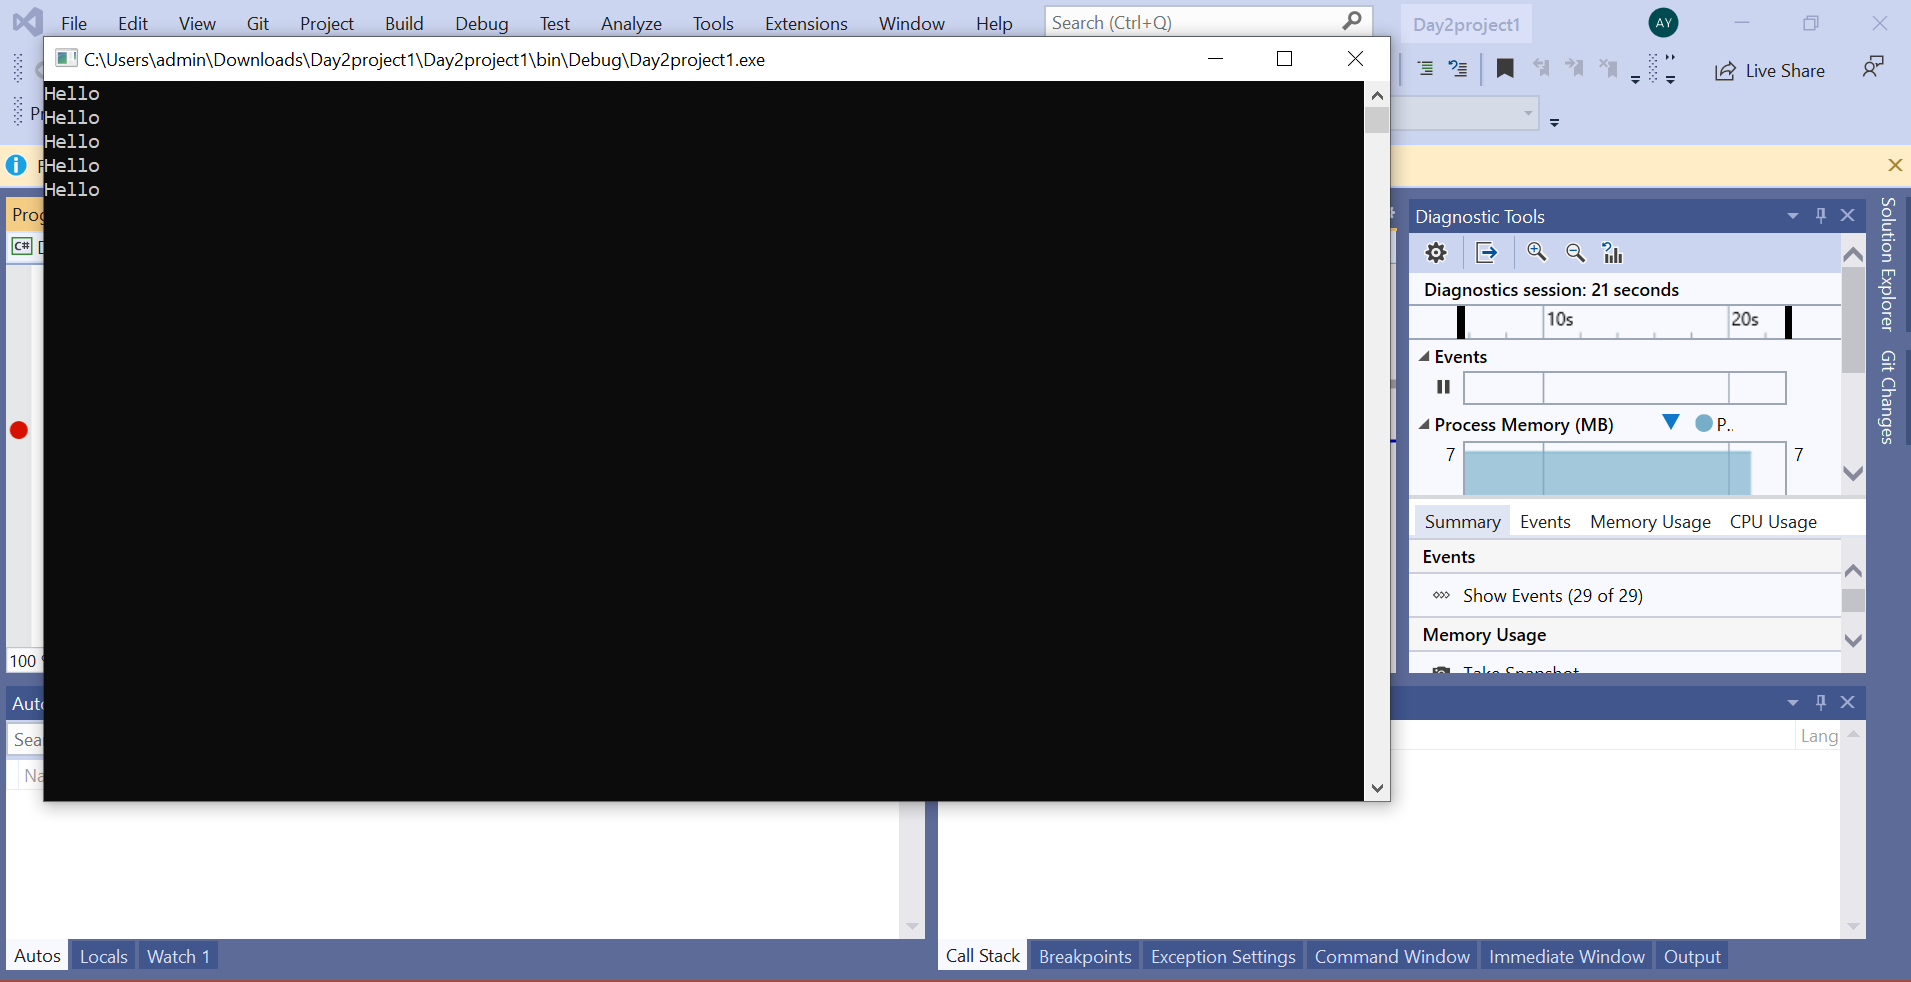 File Edit View Git Project Build Debug Test Analyze Tools Extensions Window Help Search (Ctrl+Q) Day2project1 AY
C:\Users\admin\Downloads\Day2project1\Day2project1\bin\Debug\Day2project1.exe
Live Share
Hello
Hello
Hello
Hello
Hello
Prog
C#
100 %
Auto
Sea
Na
Diagnostic Tools
Diagnostics session: 21 seconds
10s 20s
Events
Process Memory (MB) P..
7 7
Summary Events Memory Usage CPU Usage
Events
Show Events (29 of 29)
Memory Usage
Take Snapshot
Solution Explorer
Git Changes
Lang
Autos Locals Watch 1
Call Stack Breakpoints Exception Settings Command Window Immediate Window Output